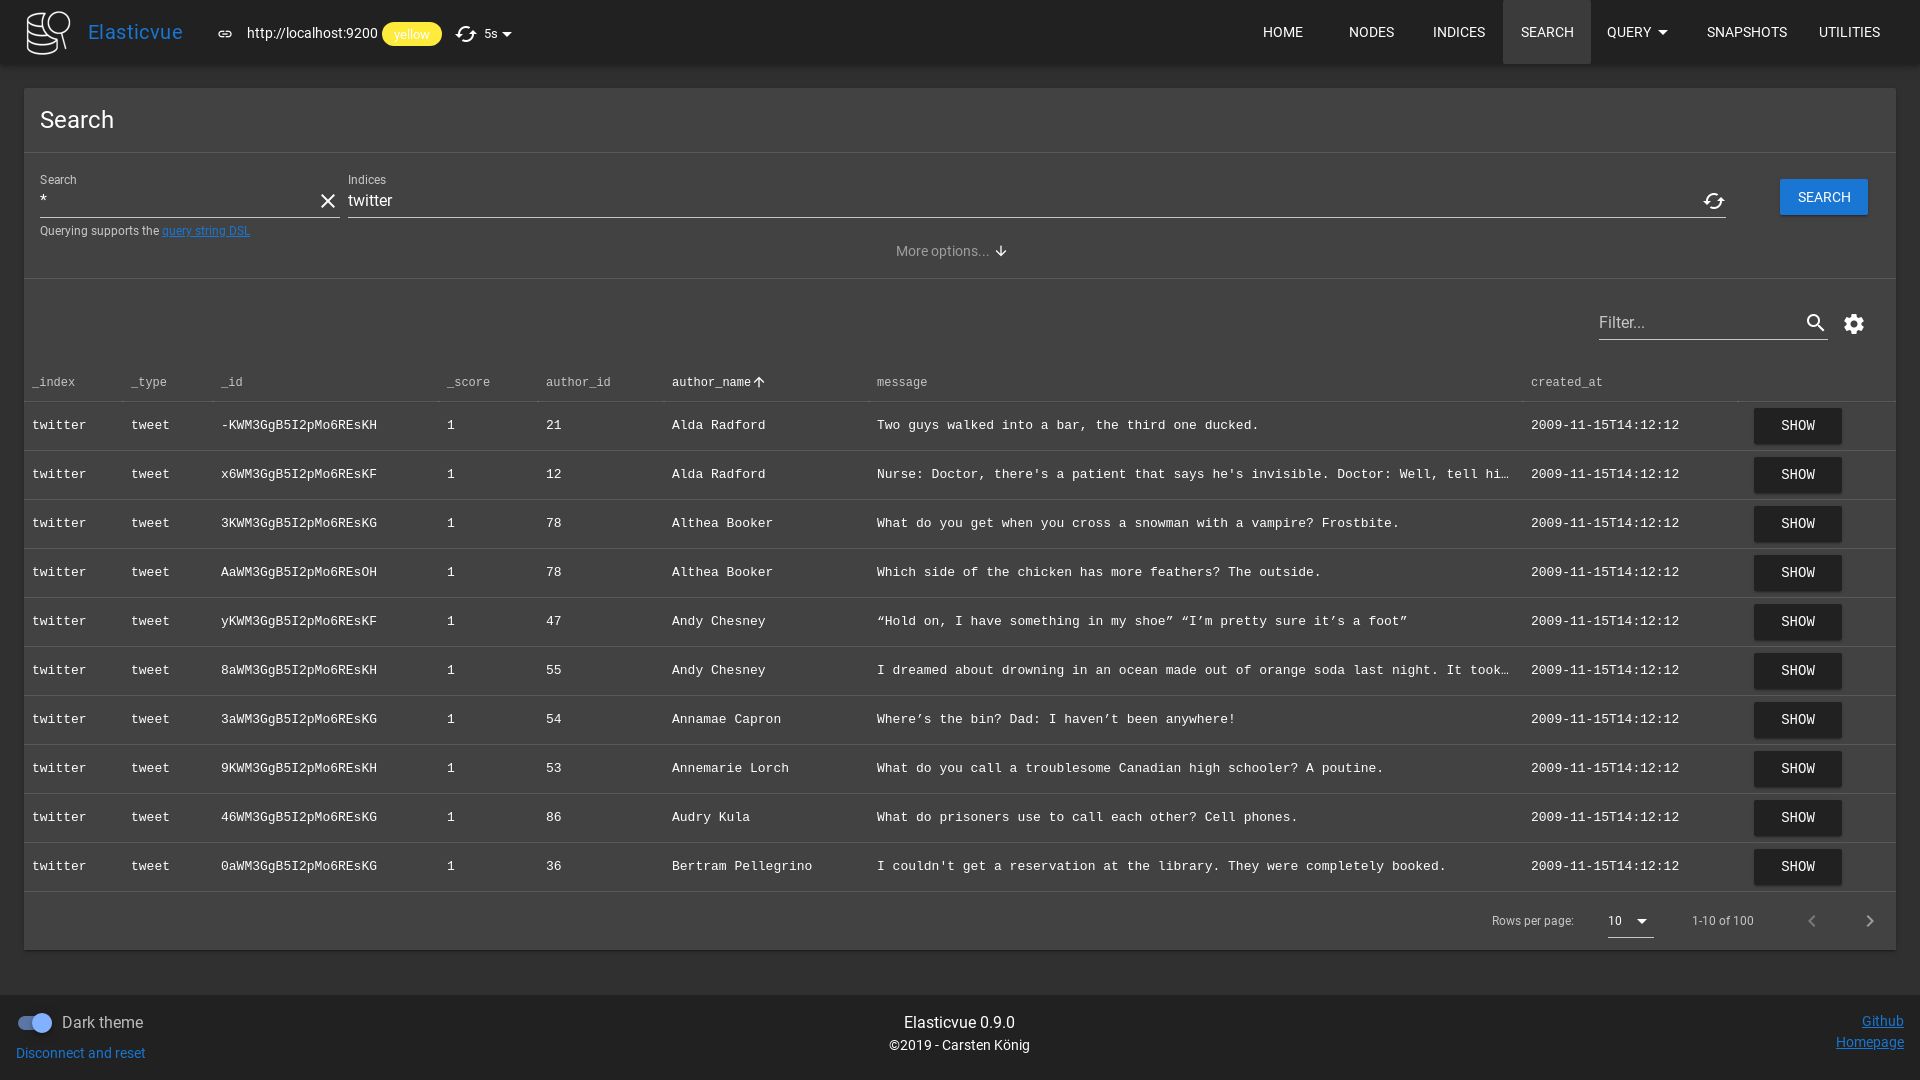 Elasticvue http://localhost:9200 yellow 5s HOME NODES INDICES SEARCH QUERY SNAPSHOTS UTILITIES
Search
Search Indices
* twitter SEARCH
Querying supports the query string DSL
More options...
Filter...
_index _type _id _score author_id author_name message created_at
twitter tweet -KWM3GgB5I2pMo6REsKH 1 21 Alda Radford Two guys walked into a bar, the third one ducked. 2009-11-15T14:12:12 SHOW
twitter tweet x6WM3GgB5I2pMo6REsKF 1 12 Alda Radford Nurse: Doctor, there's a patient that says he's invisible. Doctor: Well, tell hi… 2009-11-15T14:12:12 SHOW
twitter tweet 3KWM3GgB5I2pMo6REsKG 1 78 Althea Booker What do you get when you cross a snowman with a vampire? Frostbite. 2009-11-15T14:12:12 SHOW
twitter tweet AaWM3GgB5I2pMo6REsOH 1 78 Althea Booker Which side of the chicken has more feathers? The outside. 2009-11-15T14:12:12 SHOW
twitter tweet yKWM3GgB5I2pMo6REsKF 1 47 Andy Chesney “Hold on, I have something in my shoe” “I’m pretty sure it’s a foot” 2009-11-15T14:12:12 SHOW
twitter tweet 8aWM3GgB5I2pMo6REsKH 1 55 Andy Chesney I dreamed about drowning in an ocean made out of orange soda last night. It took… 2009-11-15T14:12:12 SHOW
twitter tweet 3aWM3GgB5I2pMo6REsKG 1 54 Annamae Capron Where’s the bin? Dad: I haven’t been anywhere! 2009-11-15T14:12:12 SHOW
twitter tweet 9KWM3GgB5I2pMo6REsKH 1 53 Annemarie Lorch What do you call a troublesome Canadian high schooler? A poutine. 2009-11-15T14:12:12 SHOW
twitter tweet 46WM3GgB5I2pMo6REsKG 1 86 Audry Kula What do prisoners use to call each other? Cell phones. 2009-11-15T14:12:12 SHOW
twitter tweet 0aWM3GgB5I2pMo6REsKG 1 36 Bertram Pellegrino I couldn't get a reservation at the library. They were completely booked. 2009-11-15T14:12:12 SHOW
Rows per page: 10 1-10 of 100
Dark theme Elasticvue 0.9.0 Github
Disconnect and reset ©2019 - Carsten König Homepage